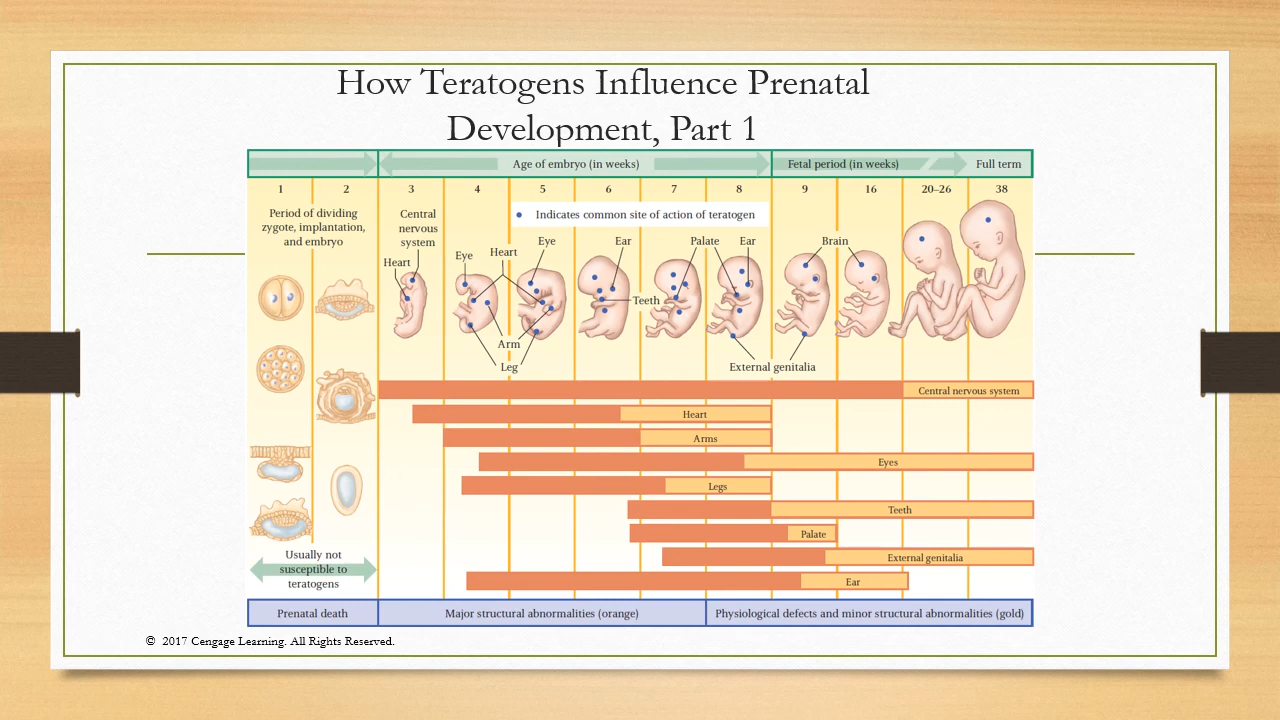 How Teratogens Influence Prenatal
Development, Part 1
Age of embryo (in weeks)
Fetal period (in weeks)
Full term
1
2
3
4
5
6
7
8
9
16
20–26
38
Period of dividing
zygote, implantation,
and embryo
Central
nervous
system
Indicates common site of action of teratogen
Heart
Eye
Heart
Eye
Ear
Palate
Ear
Brain
Teeth
Arm
Leg
External genitalia
Central nervous system
Heart
Arms
Eyes
Legs
Teeth
Palate
External genitalia
Ear
Usually not
susceptible to
teratogens
Prenatal death
Major structural abnormalities (orange)
Physiological defects and minor structural abnormalities (gold)
© 2017 Cengage Learning. All Rights Reserved.